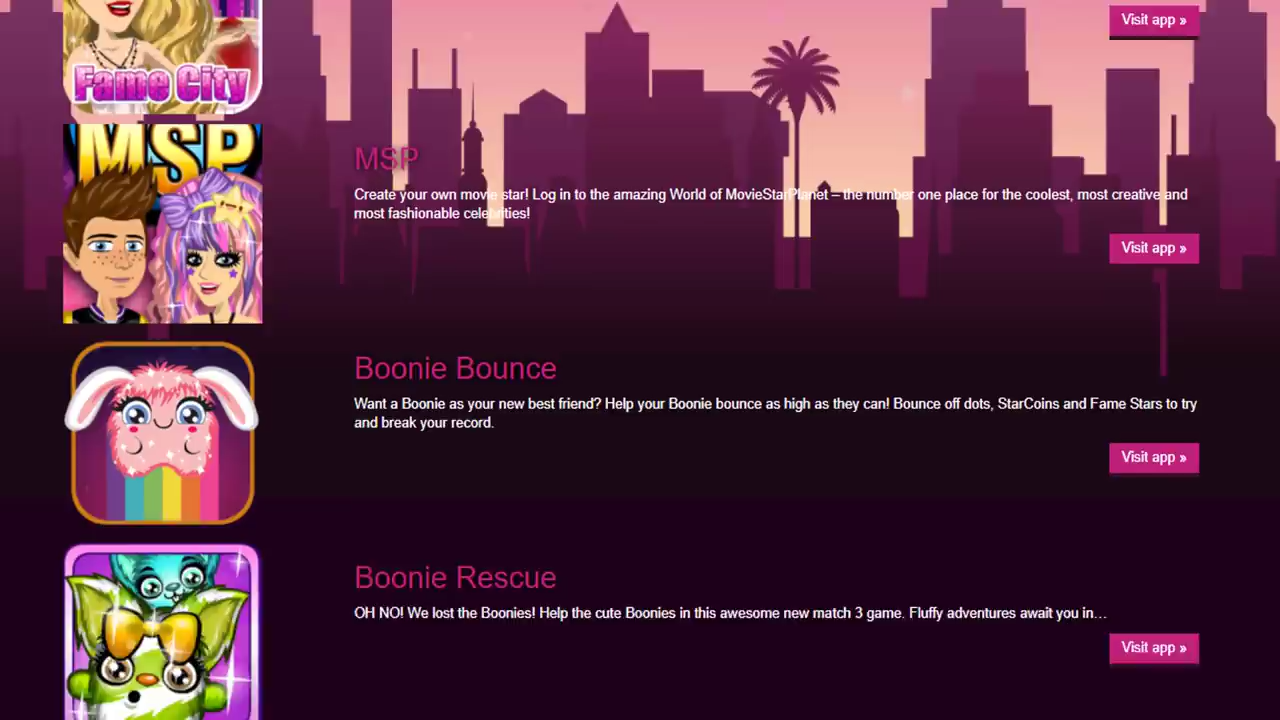 Visit app »
Fame City
MSP
MSP
Create your own movie star! Log in to the amazing World of MovieStarPlanet – the number one place for the coolest, most creative and
most fashionable celebrities!
Visit app »
Boonie Bounce
Want a Boonie as your new best friend? Help your Boonie bounce as high as they can! Bounce off dots, StarCoins and Fame Stars to try
and break your record.
Visit app »
Boonie Rescue
OH NO! We lost the Boonies! Help the cute Boonies in this awesome new match 3 game. Fluffy adventures await you in…
Visit app »